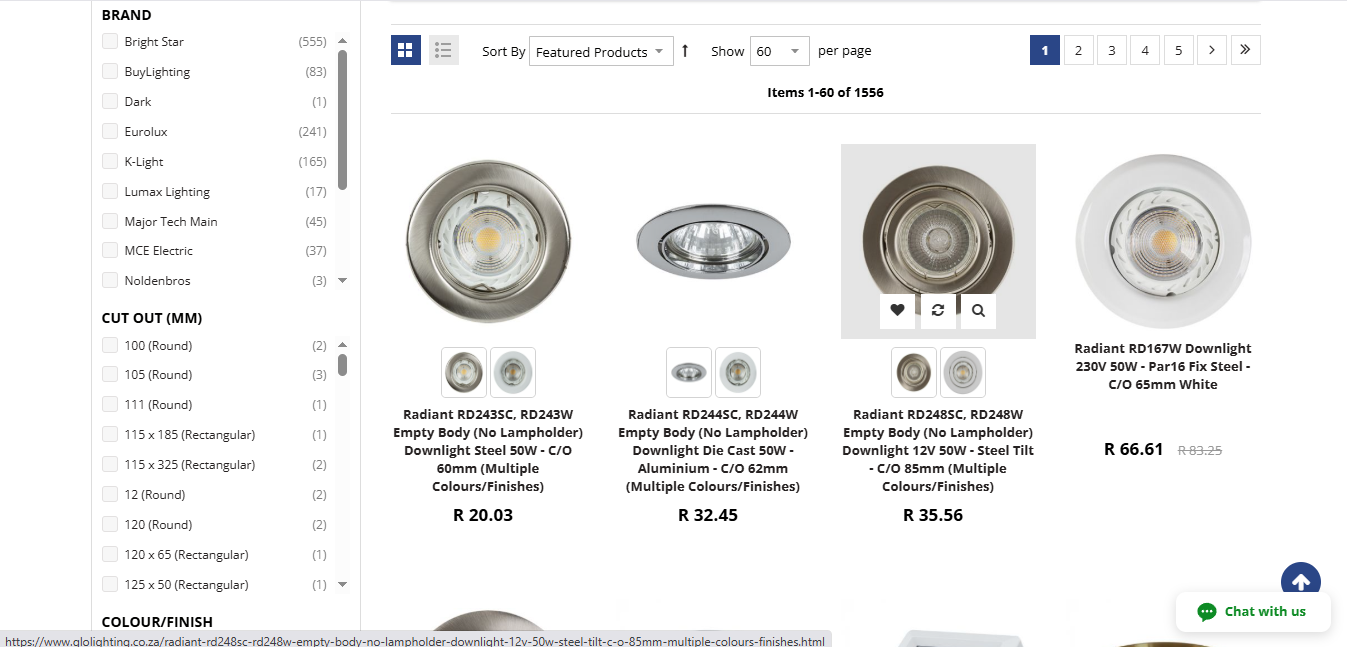 BRAND
Bright Star (555)
BuyLighting (83)
Dark (1)
Eurolux (241)
K-Light (165)
Lumax Lighting (17)
Major Tech Main (45)
MCE Electric (37)
Noldenbros (3)
CUT OUT (MM)
100 (Round) (2)
105 (Round) (3)
111 (Round) (1)
115 x 185 (Rectangular) (1)
115 x 325 (Rectangular) (2)
12 (Round) (2)
120 (Round) (2)
120 x 65 (Rectangular) (1)
125 x 50 (Rectangular) (1)
COLOUR/FINISH
Sort By Featured Products Show 60 per page
1 2 3 4 5
Items 1-60 of 1556
Radiant RD243SC, RD243W
Empty Body (No Lampholder)
Downlight Steel 50W - C/O
60mm (Multiple
Colours/Finishes)
R 20.03
Radiant RD244SC, RD244W
Empty Body (No Lampholder)
Downlight Die Cast 50W -
Aluminium - C/O 62mm
(Multiple Colours/Finishes)
R 32.45
Radiant RD248SC, RD248W
Empty Body (No Lampholder)
Downlight 12V 50W - Steel Tilt
- C/O 85mm (Multiple
Colours/Finishes)
R 35.56
Radiant RD167W Downlight
230V 50W - Par16 Fix Steel -
C/O 65mm White
R 66.61 R 83.25
Chat with us
https://www.glolighting.co.za/radiant-rd248sc-rd248w-empty-body-no-lampholder-downlight-12v-50w-steel-tilt-c-o-85mm-multiple-colours-finishes.html